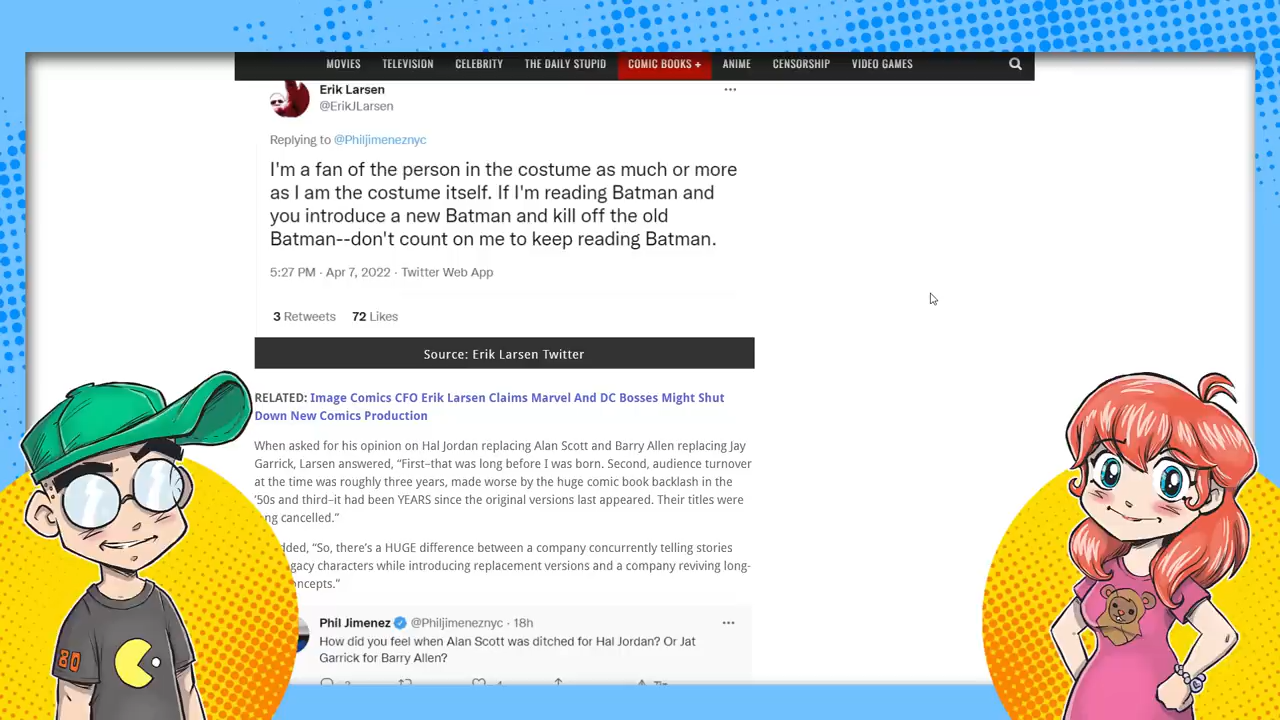 MOVIES TELEVISION CELEBRITY THE DAILY STUPID COMIC BOOKS + ANIME CENSORSHIP VIDEO GAMES
Erik Larsen
@ErikJLarsen
Replying to @Philjimeneznyc
I'm a fan of the person in the costume as much or more
as I am the costume itself. If I'm reading Batman and
you introduce a new Batman and kill off the old
Batman--don't count on me to keep reading Batman.
5:27 PM · Apr 7, 2022 · Twitter Web App
3 Retweets 72 Likes
Source: Erik Larsen Twitter
RELATED: Image Comics CFO Erik Larsen Claims Marvel And DC Bosses Might Shut
Down New Comics Production
When asked for his opinion on Hal Jordan replacing Alan Scott and Barry Allen replacing Jay
Garrick, Larsen answered, “First–that was long before I was born. Second, audience turnover
at the time was roughly three years, made worse by the huge comic book backlash in the
‘50s and third–it had been YEARS since the original versions last appeared. Their titles were
cancelled.”
“So, there’s a HUGE difference between a company concurrently telling stories
characters while introducing replacement versions and a company reviving long-
Phil Jimenez @Philjimeneznyc · 18h
How did you feel when Alan Scott was ditched for Hal Jordan? Or Jat
Garrick for Barry Allen?
80